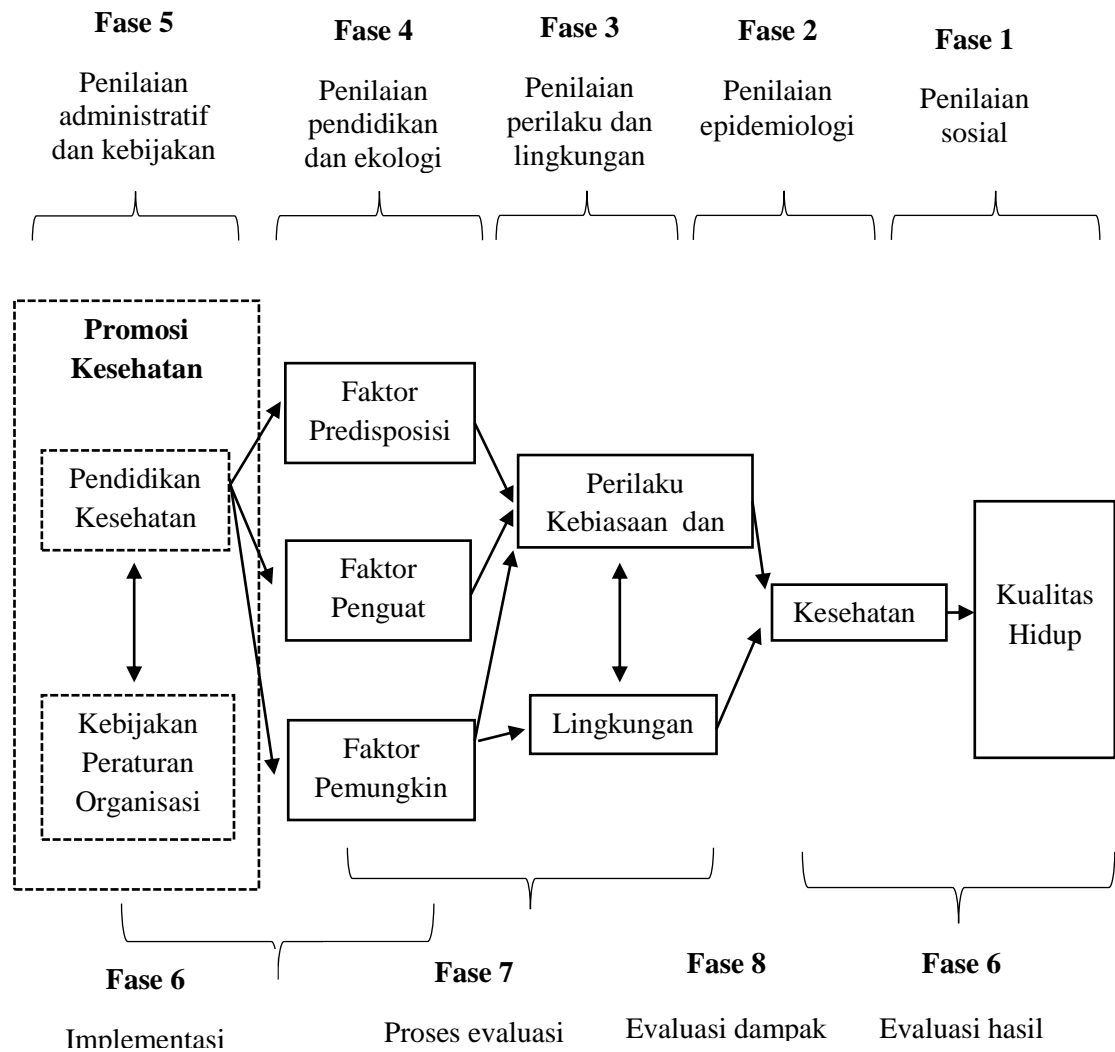 Fase 5
Penilaian
administratif
dan kebijakan
Fase 4
Penilaian
pendidikan
dan ekologi
Fase 3
Penilaian
perilaku dan
lingkungan
Fase 2
Penilaian
epidemiologi
Fase 1
Penilaian
sosial
Promosi
Kesehatan
Pendidikan
Kesehatan
Kebijakan
Peraturan
Organisasi
Faktor
Predisposisi
Faktor
Penguat
Faktor
Pemungkin
Perilaku
Kebiasaan dan
Lingkungan
Kesehatan
Kualitas
Hidup
Fase 6
Implementasi
Fase 7
Proses evaluasi
Fase 8
Evaluasi dampak
Fase 6
Evaluasi hasil